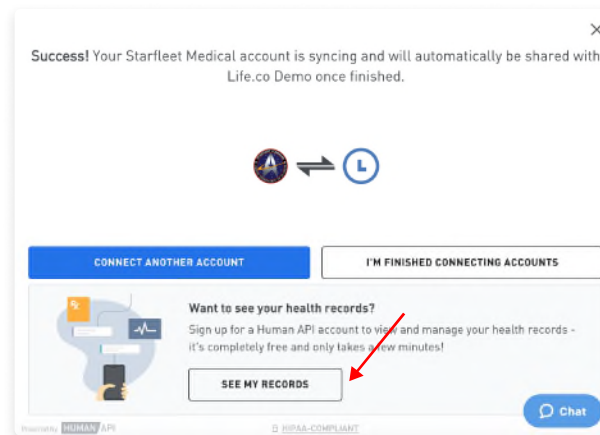 Success! Your Starfleet Medical account is syncing and will automatically be shared with
Life.co Demo once finished.
L
CONNECT ANOTHER ACCOUNT
I'M FINISHED CONNECTING ACCOUNTS
Rx
Want to see your health records?
Sign up for a Human API account to view and manage your health records -
it's completely free and only takes a few minutes!
SEE MY RECORDS
Chat
Powered by HUMAN API
HIPAA-COMPLIANT